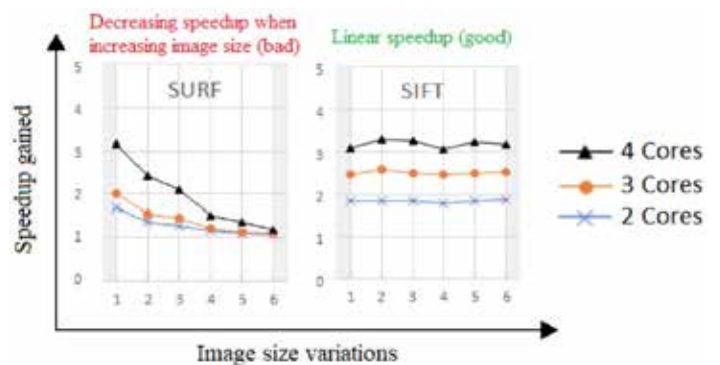 Decreasing speedup when
increasing image size (bad)
Linear speedup (good)
Speedup gained
SURF
5
4
3
2
1
0
1 2 3 4 5 6
SIFT
5
4
3
2
1
0
1 2 3 4 5 6
4 Cores
3 Cores
2 Cores
Image size variations